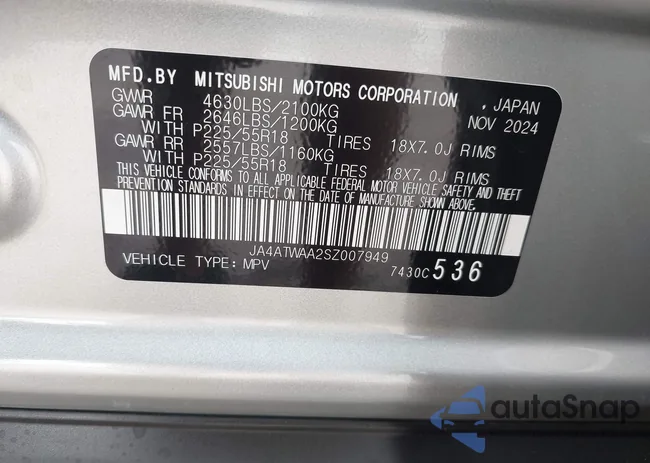 MFD.BY MITSUBISHI MOTORS CORPORATION , JAPAN
GVWR 4630LBS/2100KG NOV 2024
GAWR FR 2646LBS/1200KG
WITH P225/55R18 TIRES 18X7.0J RIMS
GAWR RR 2557LBS/1160KG
WITH P225/55R18 TIRES 18X7.0J RIMS
THIS VEHICLE CONFORMS TO ALL APPLICABLE FEDERAL MOTOR VEHICLE SAFETY AND THEFT
PREVENTION STANDARDS IN EFFECT ON THE DATE OF MANUFACTURE SHOWN ABOVE.
JA4ATWAA2SZ007949
VEHICLE TYPE: MPV 7430C 536
autoSnap